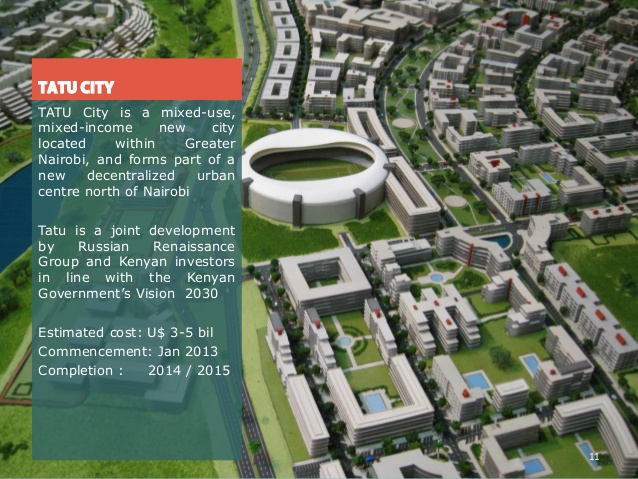 TATU CITY
TATU City is a mixed-use,
mixed-income new city
located within Greater
Nairobi, and forms part of a
new decentralized urban
centre north of Nairobi
Tatu is a joint development
by Russian Renaissance
Group and Kenyan investors
in line with the Kenyan
Government's Vision 2030
Estimated cost: U$ 3-5 bil
Commencement: Jan 2013
Completion : 2014 / 2015
11